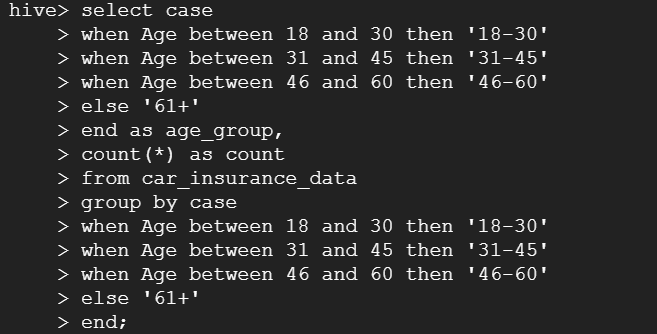 hive> select case
> when Age between 18 and 30 then '18-30'
> when Age between 31 and 45 then '31-45'
> when Age between 46 and 60 then '46-60'
> else '61+'
> end as age_group,
> count(*) as count
> from car_insurance_data
> group by case
> when Age between 18 and 30 then '18-30'
> when Age between 31 and 45 then '31-45'
> when Age between 46 and 60 then '46-60'
> else '61+'
> end;